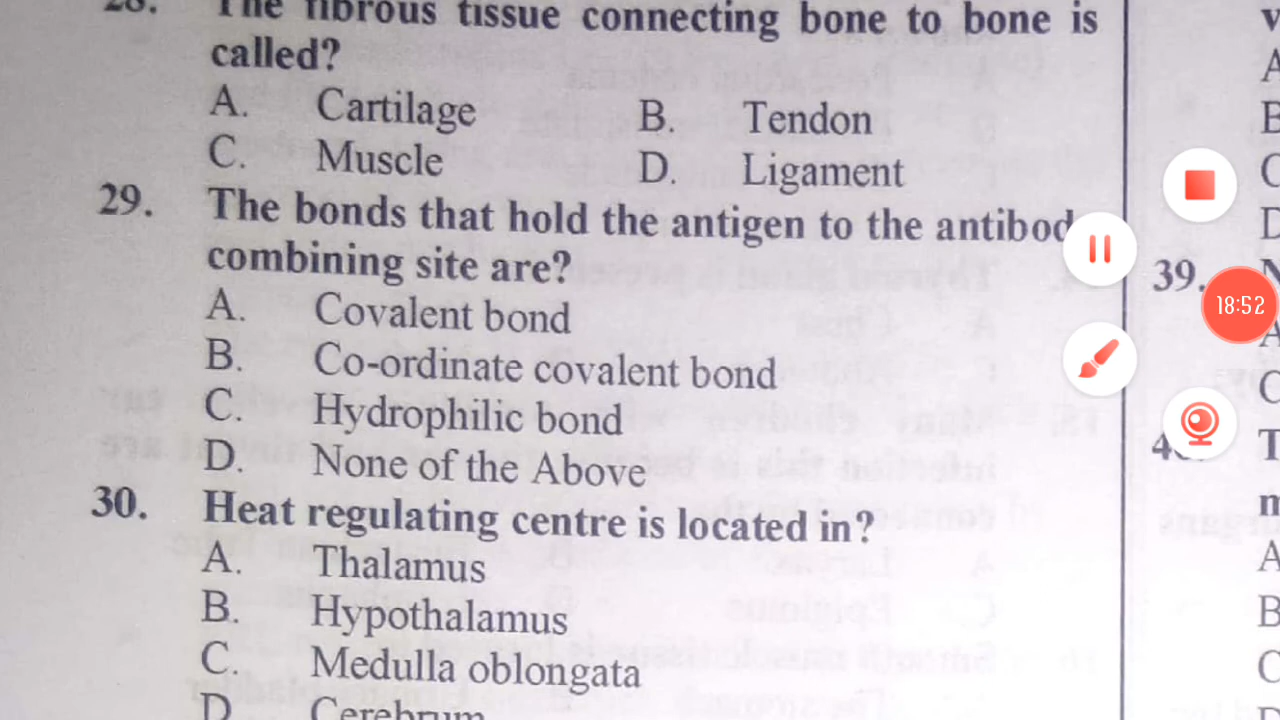 28. The fibrous tissue connecting bone to bone is
called?
A. Cartilage B. Tendon
C. Muscle D. Ligament
29. The bonds that hold the antigen to the antibod
combining site are?
A. Covalent bond
B. Co-ordinate covalent bond
C. Hydrophilic bond
D. None of the Above
30. Heat regulating centre is located in?
A. Thalamus
B. Hypothalamus
C. Medulla oblongata
D. Cerebrum
A
B
C
D
39.
18:52
A
C
T
n
A
B
C